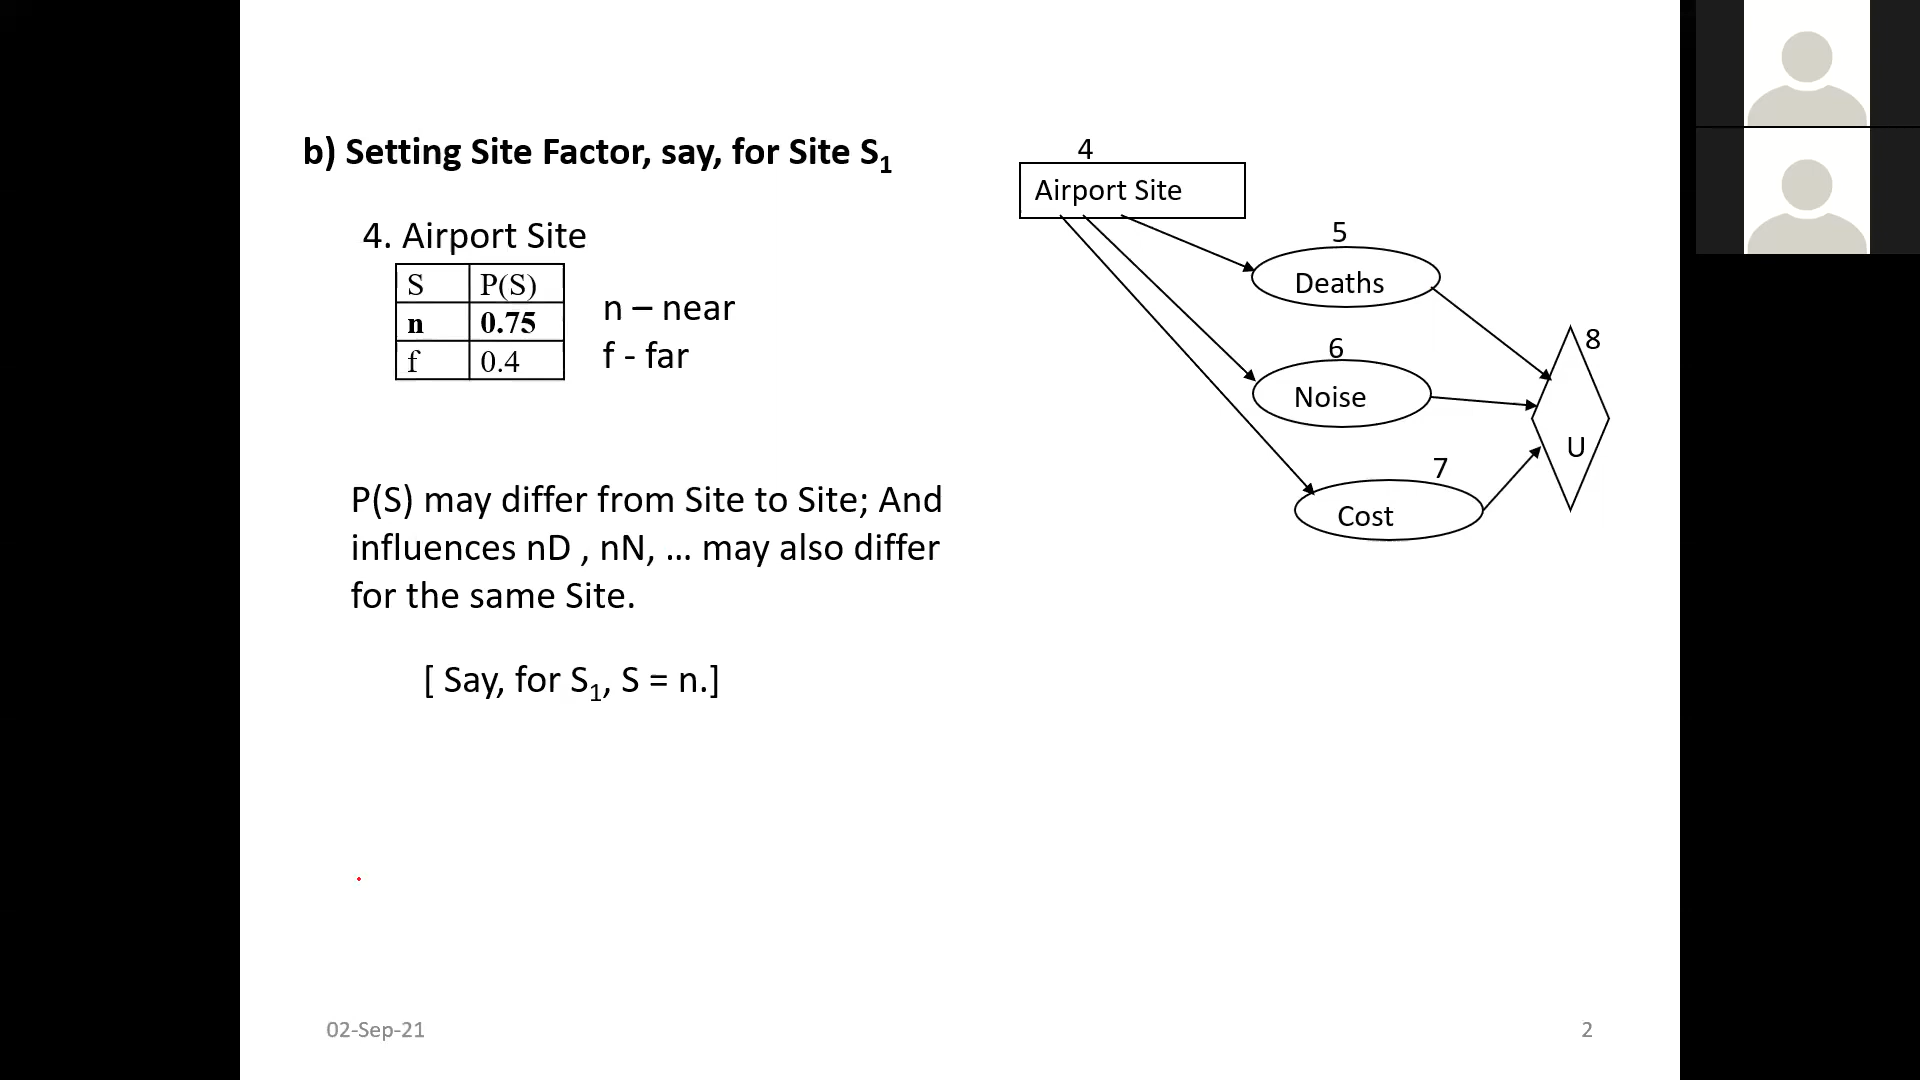 b) Setting Site Factor, say, for Site S₁
4. Airport Site
S P(S)
n 0.75
f 0.4
n – near
f - far
P(S) may differ from Site to Site; And
influences nD , nN, ... may also differ
for the same Site.
[ Say, for S₁, S = n.]
4
Airport Site
5
Deaths
6
Noise
7
Cost
8
U
02-Sep-21
2